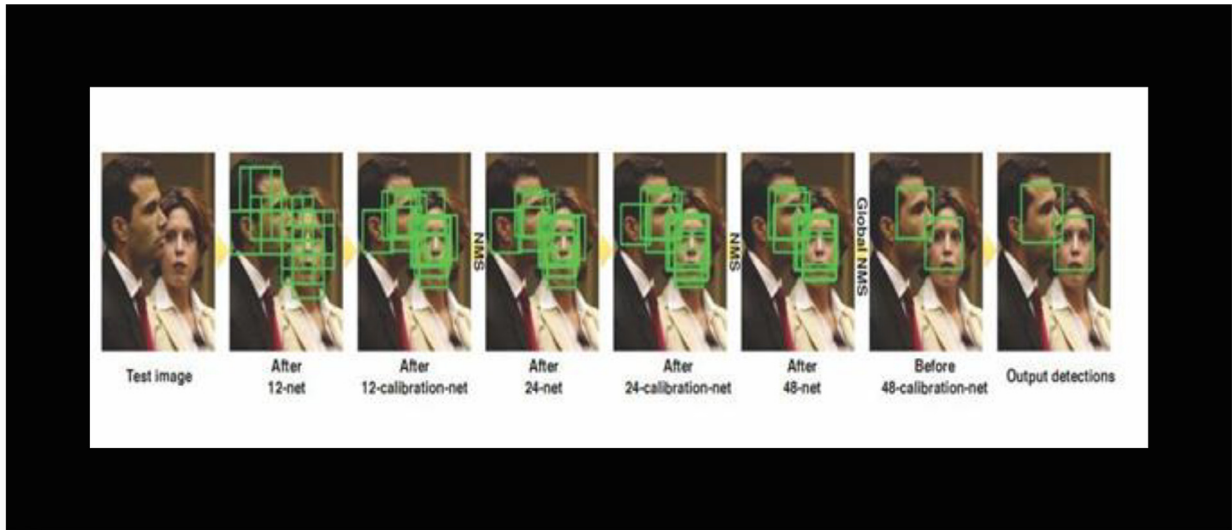 Test image
After
12-net
After
12-calibration-net
NMS
After
24-net
After
24-calibration-net
NMS
After
48-net
Global NMS
Before
48-calibration-net
Output detections